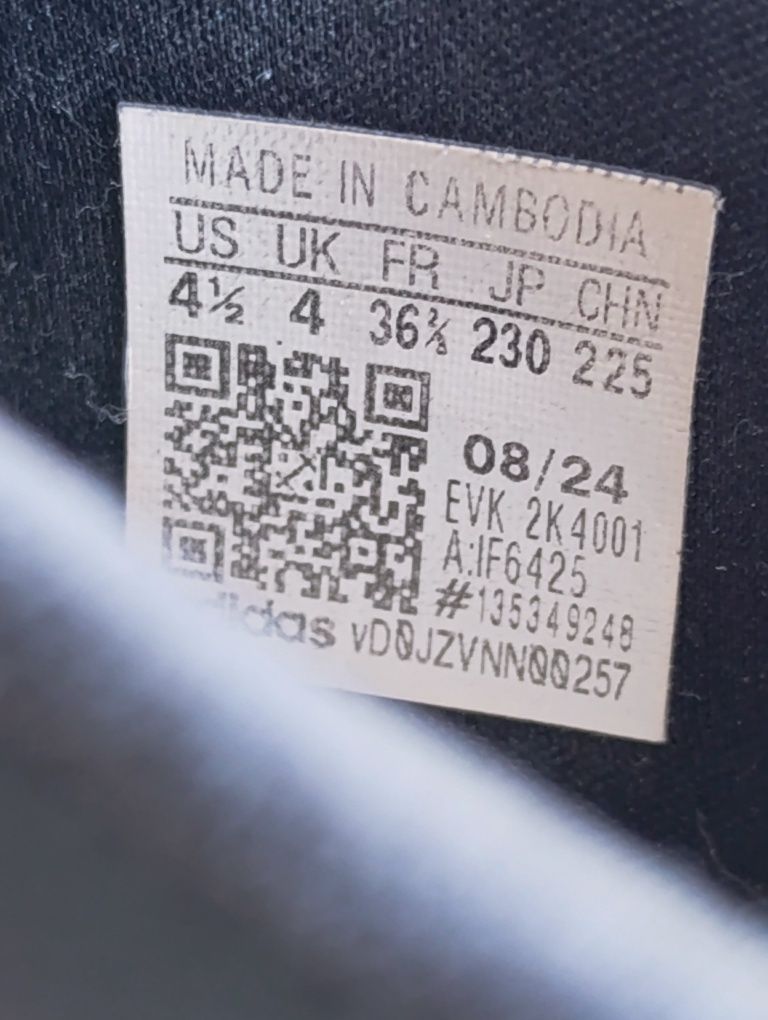 MADE IN CAMBODIA
US UK FR JP CHN
4½ 4 36⅔ 230 225
08/24
EVK 2K4001
A:IF6425
#135349248
adidas vD0JZVNN00257